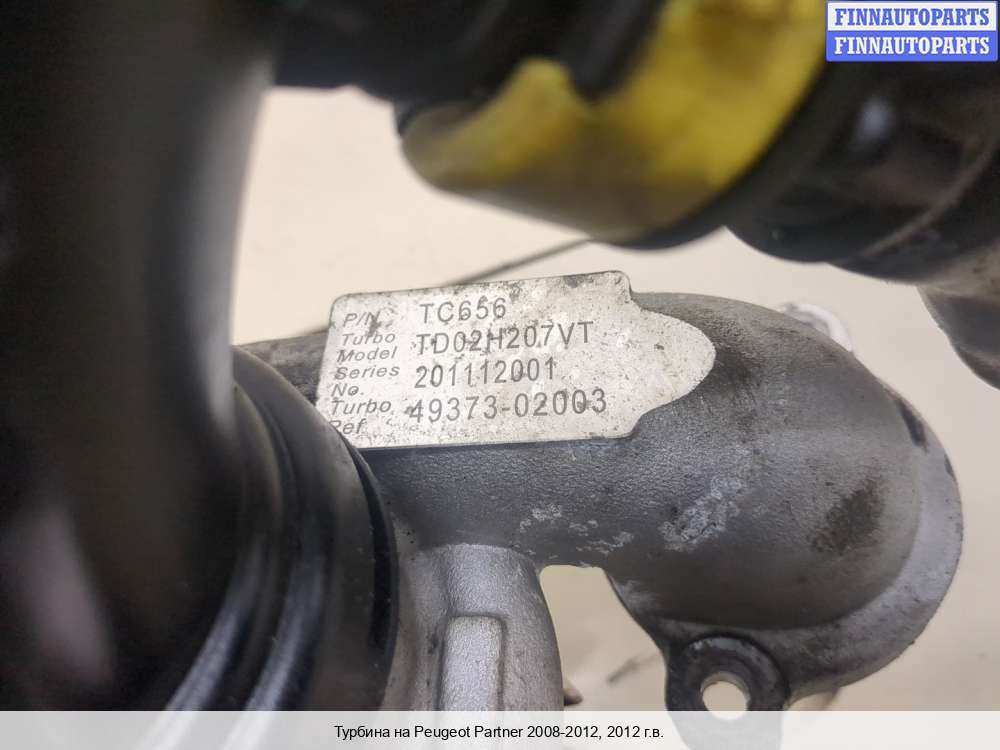 FINNAUTOPARTS
FINNAUTOPARTS
P/N TC656
Turbo Model TD02H207VT
Series No. 201112001
Turbo Ref. 49373-02003
Турбина на Peugeot Partner 2008-2012, 2012 г.в.